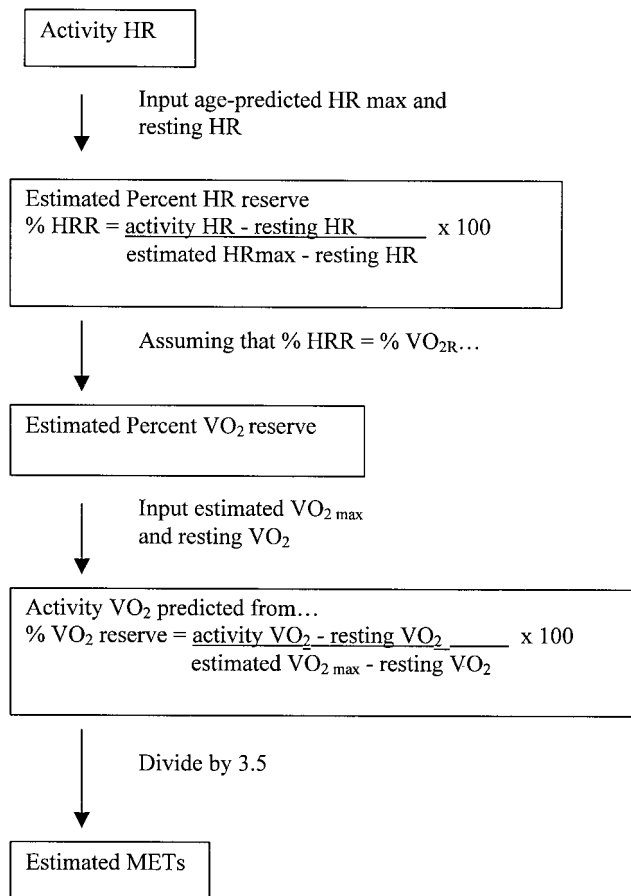 Activity HR
Input age-predicted HR max and
resting HR
Estimated Percent HR reserve
% HRR = activity HR - resting HR x 100
estimated HRmax - resting HR
Assuming that % HRR = % VO2R…
Estimated Percent VO2 reserve
Input estimated VO2 max
and resting VO2
Activity VO2 predicted from…
% VO2 reserve = activity VO2 - resting VO2 x 100
estimated VO2 max - resting VO2
Divide by 3.5
Estimated METs